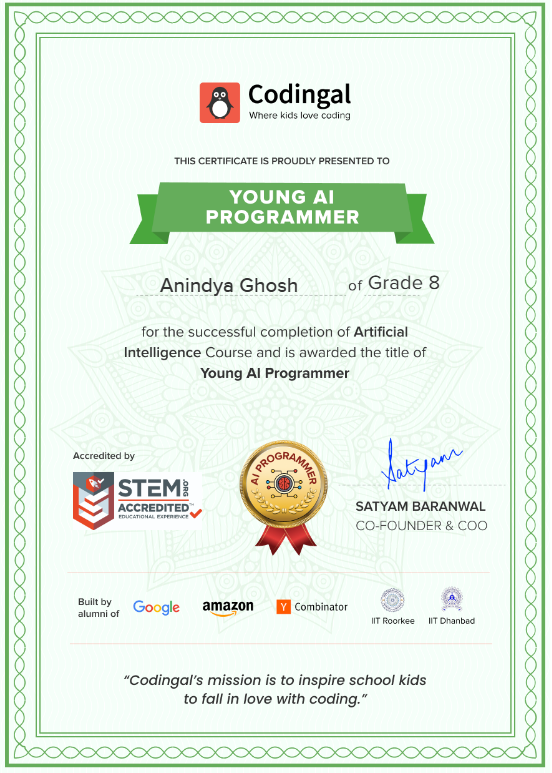 Codingal
Where kids love coding
THIS CERTIFICATE IS PROUDLY PRESENTED TO
YOUNG AI
PROGRAMMER
Anindya Ghosh of Grade 8
for the successful completion of Artificial
Intelligence Course and is awarded the title of
Young AI Programmer
Accredited by
STEM.ORG
ACCREDITED™
EDUCATIONAL EXPERIENCE
AI PROGRAMMER
Satyam
SATYAM BARANWAL
CO-FOUNDER & COO
Built by
alumni of
Google
amazon
Y Combinator
IIT Roorkee
IIT Dhanbad
“Codingal’s mission is to inspire school kids
to fall in love with coding.”